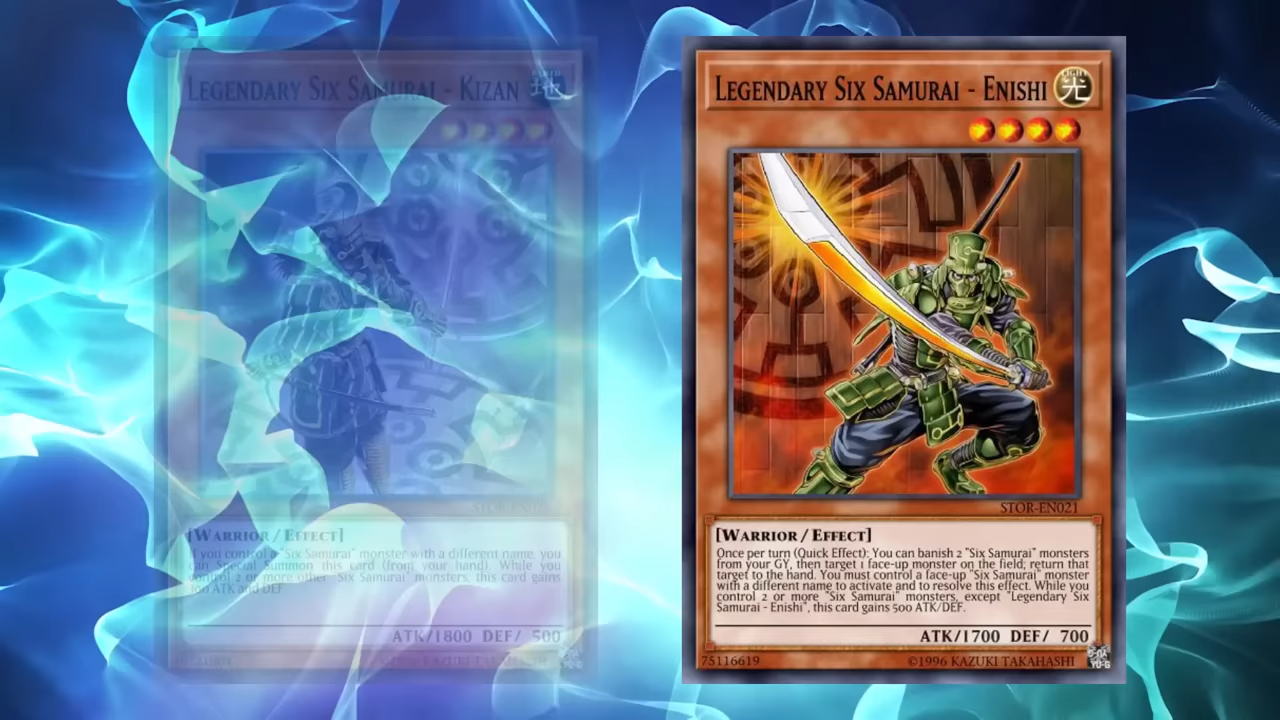 LEGENDARY SIX SAMURAI - KIZAN
EARTH
地
[WARRIOR / EFFECT]
If you control a "Six Samurai" monster with a different name, you
can Special Summon this card (from your hand). While you
control 2 or more other "Six Samurai" monsters, this card gains
300 ATK and DEF
ATK/1800 DEF/ 500
LEGENDARY SIX SAMURAI - ENISHI
LIGHT
光
STOR-EN021
[WARRIOR / EFFECT]
Once per turn (Quick Effect): You can banish 2 "Six Samurai" monsters
from your GY, then target 1 face-up monster on the field; return that
target to the hand. You must control a face-up "Six Samurai" monster
with a different name to activate and to resolve this effect. While you
control 2 or more "Six Samurai" monsters, except "Legendary Six
Samurai - Enishi", this card gains 500 ATK/DEF.
ATK/1700 DEF/ 700
75116619
©1996 KAZUKI TAKAHASHI